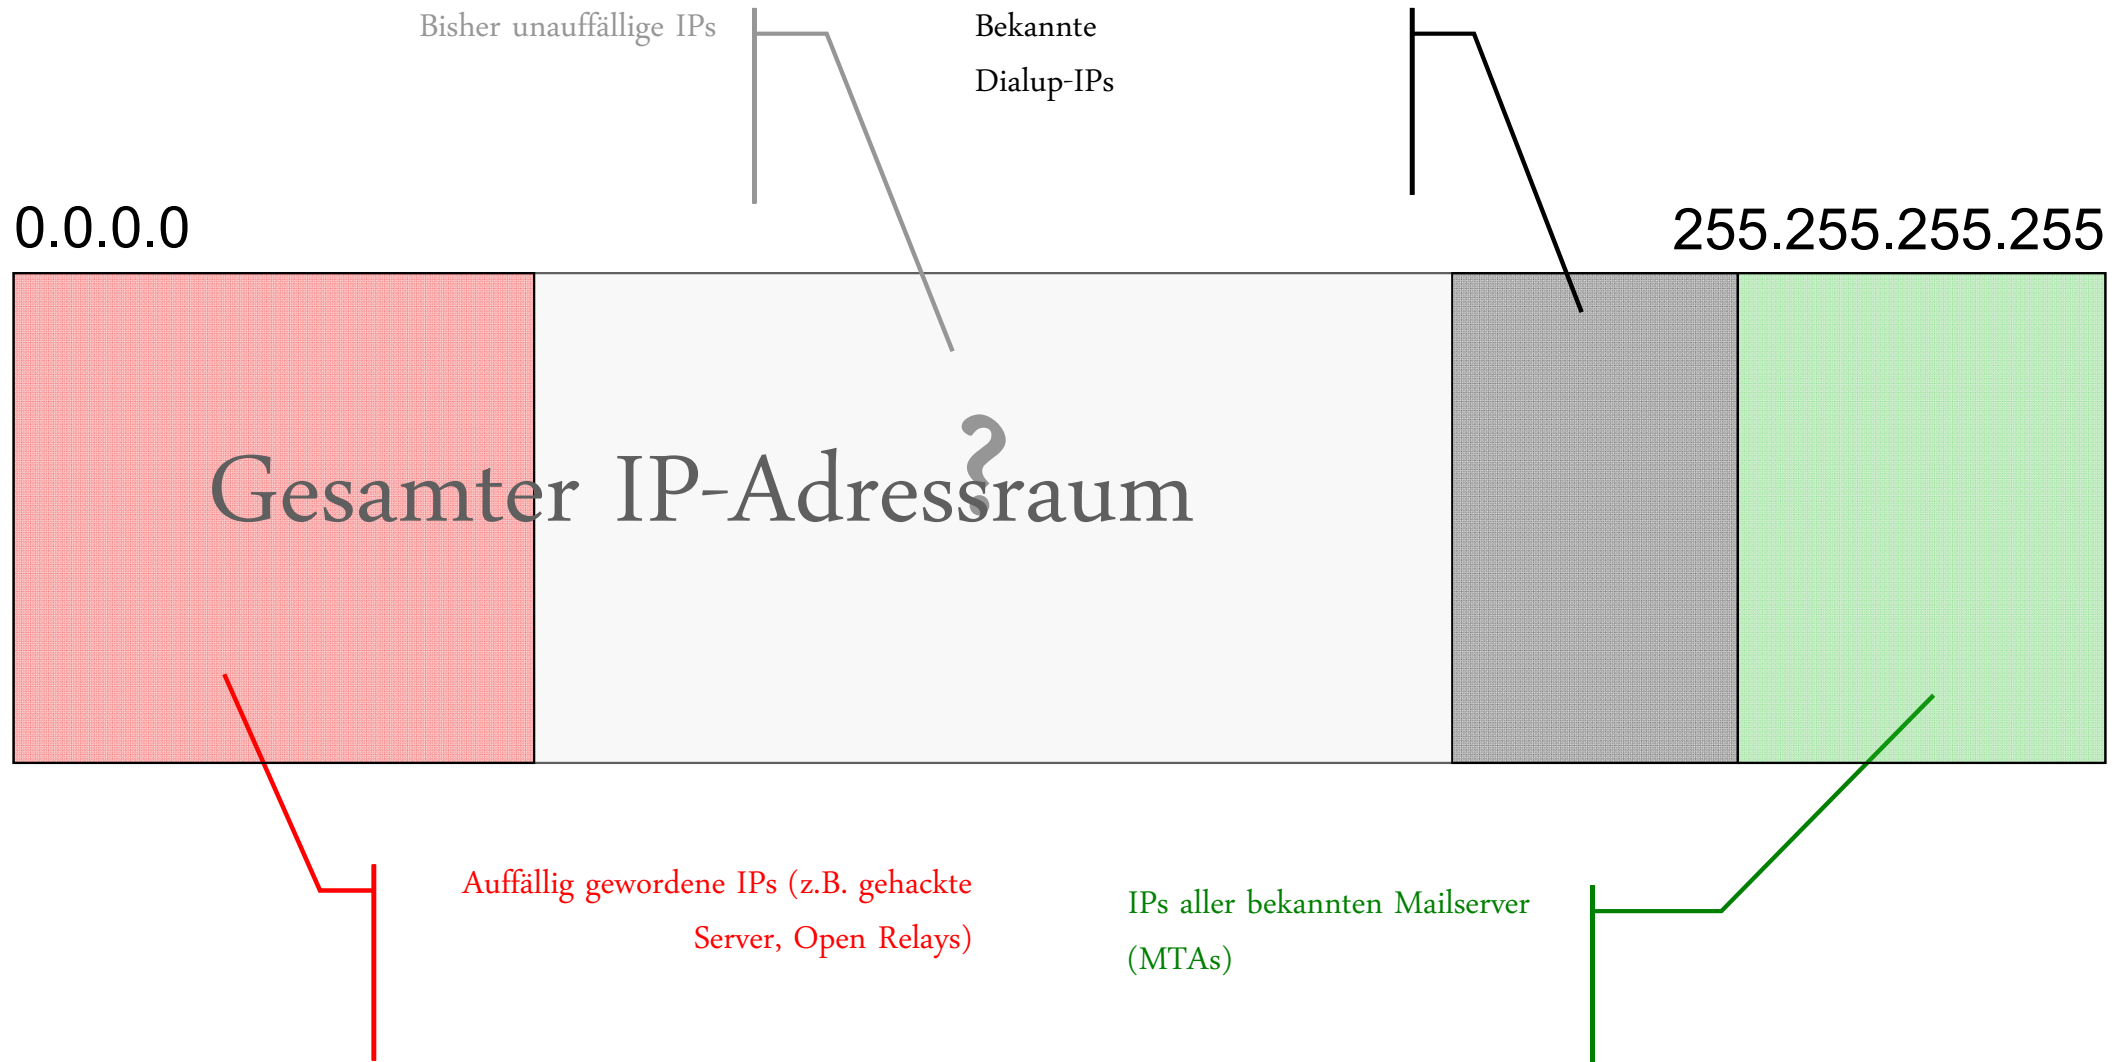 Bisher unauffällige IPs
Bekannte
Dialup-IPs
0.0.0.0
255.255.255.255
?
Gesamter IP-Adressraum
Auffällig gewordene IPs (z.B. gehackte
Server, Open Relays)
IPs aller bekannten Mailserver
(MTAs)